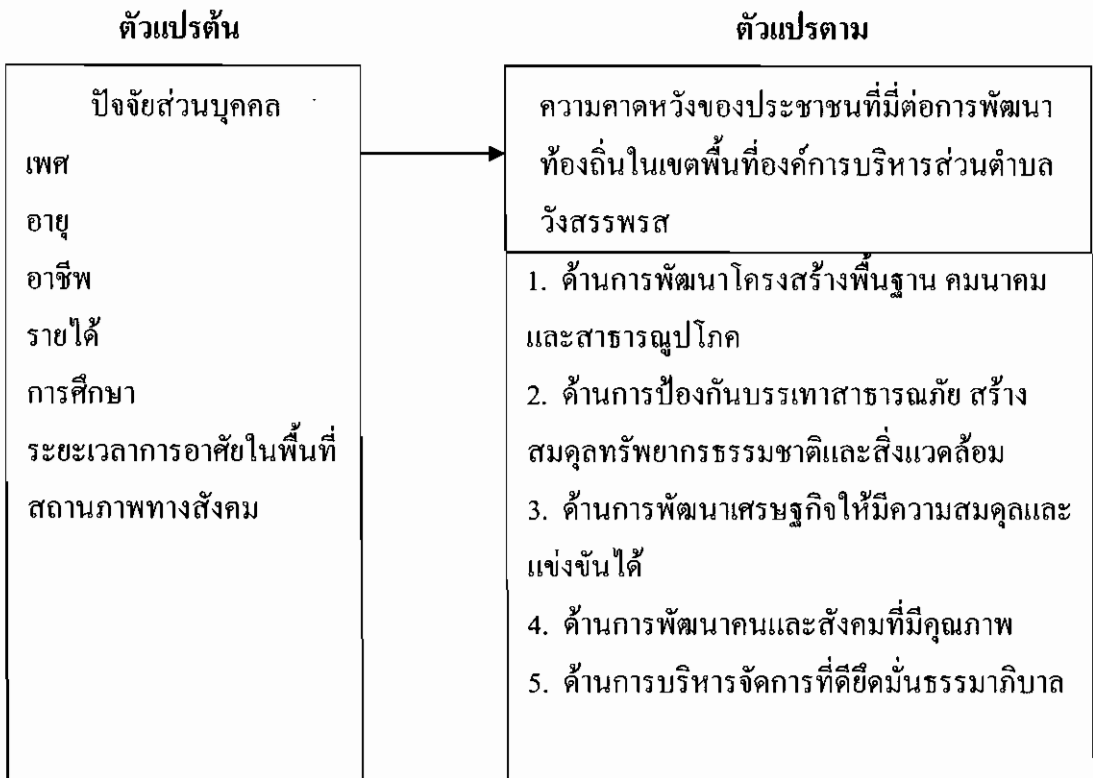 ตัวแปรต้น
ปัจจัยส่วนบุคคล
เพศ
อายุ
อาชีพ
รายได้
การศึกษา
ระยะเวลาการอาศัยในพื้นที่
สถานภาพทางสังคม
ตัวแปรตาม
ความคาดหวังของประชาชนที่มี่ต่อการพัฒนา
ท้องถิ่นในเขตพื้นที่องค์การบริหารส่วนตำบล
วังสรรพรส
1. ด้านการพัฒนาโครงสร้างพื้นฐาน คมนาคม
และสาธารณูปโภค
2. ด้านการป้องกันบรรเทาสาธารณภัย สร้าง
สมดุลทรัพยากรธรรมชาติและสิ่งแวดล้อม
3. ด้านการพัฒนาเศรษฐกิจให้มีความสมดุลและ
แข่งขันได้
4. ด้านการพัฒนาคนและสังคมที่มีคุณภาพ
5. ด้านการบริหารจัดการที่ดียึดมั่นธรรมาภิบาล